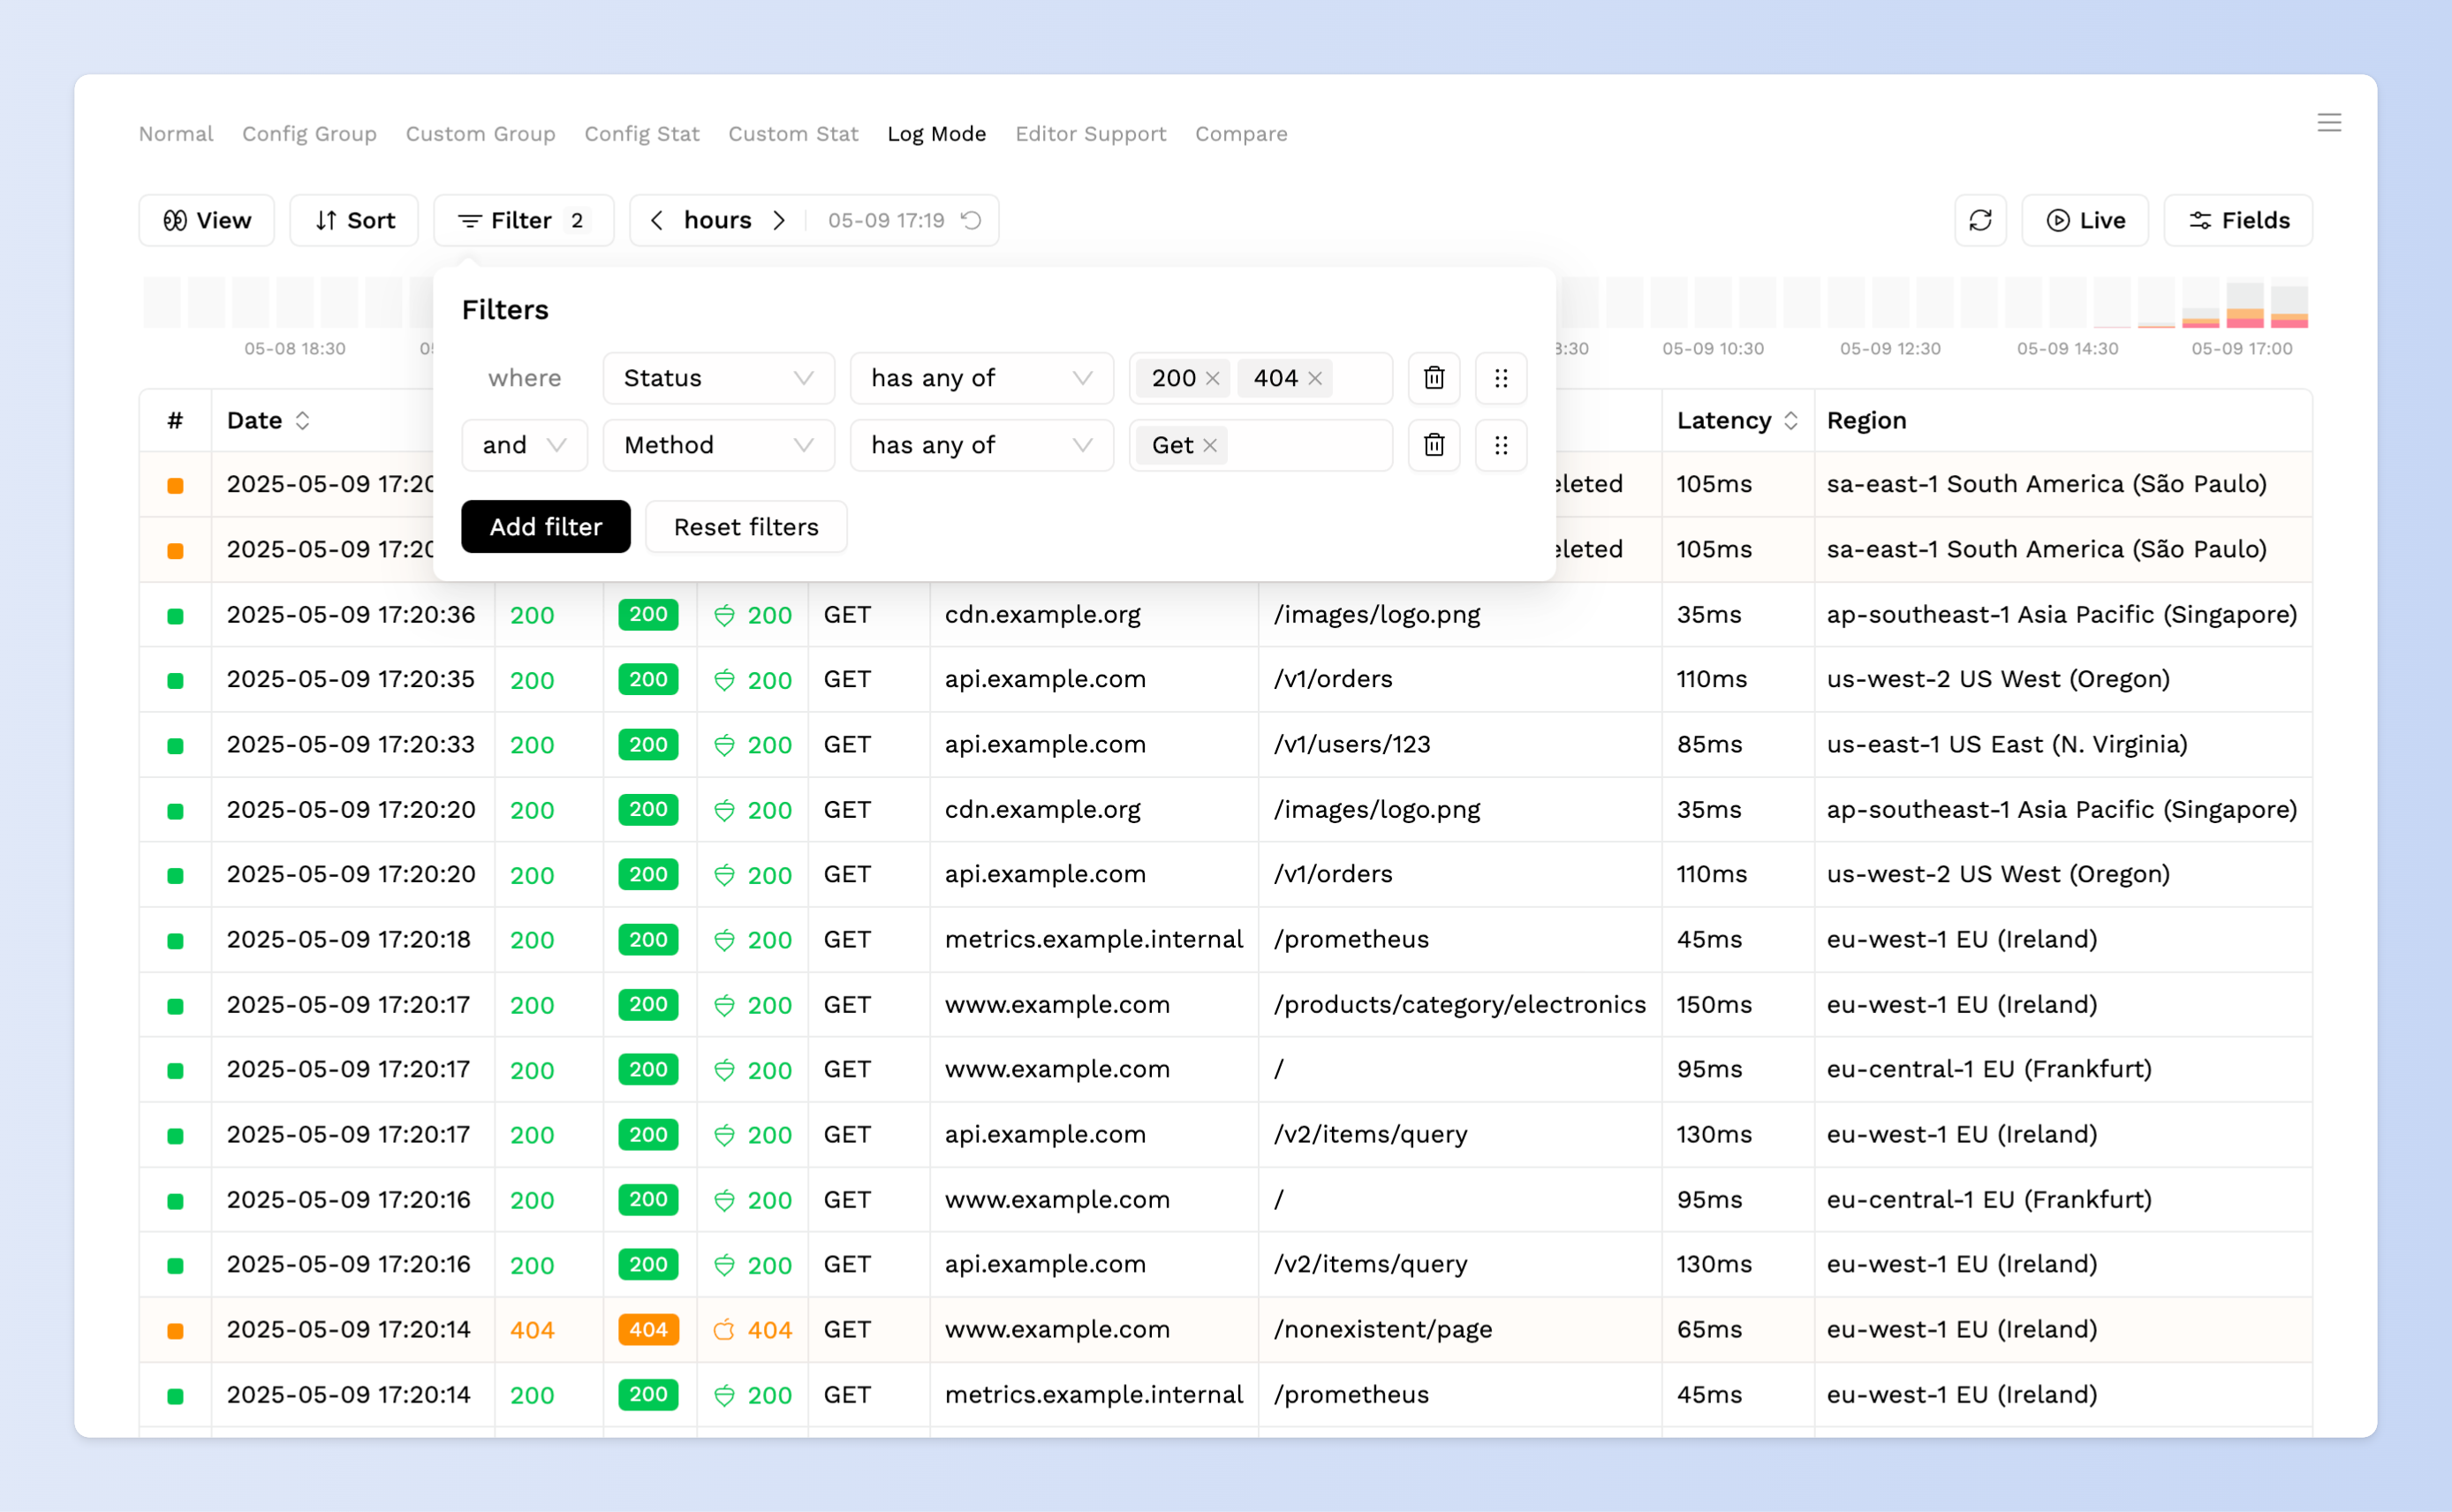 Normal Config Group Custom Group Config Stat Custom Stat Log Mode Editor Support Compare
View Sort Filter 2 hours 05-09 17:19 Live Fields
05-08 18:30 05-09 10:30 05-09 12:30 05-09 14:30 05-09 17:00
Filters
where Status has any of 200 404
and Method has any of Get
Add filter Reset filters
# Date Latency Region
2025-05-09 17:20 eleted 105ms sa-east-1 South America (São Paulo)
2025-05-09 17:20 eleted 105ms sa-east-1 South America (São Paulo)
2025-05-09 17:20:36 200 200 200 GET cdn.example.org /images/logo.png 35ms ap-southeast-1 Asia Pacific (Singapore)
2025-05-09 17:20:35 200 200 200 GET api.example.com /v1/orders 110ms us-west-2 US West (Oregon)
2025-05-09 17:20:33 200 200 200 GET api.example.com /v1/users/123 85ms us-east-1 US East (N. Virginia)
2025-05-09 17:20:20 200 200 200 GET cdn.example.org /images/logo.png 35ms ap-southeast-1 Asia Pacific (Singapore)
2025-05-09 17:20:20 200 200 200 GET api.example.com /v1/orders 110ms us-west-2 US West (Oregon)
2025-05-09 17:20:18 200 200 200 GET metrics.example.internal /prometheus 45ms eu-west-1 EU (Ireland)
2025-05-09 17:20:17 200 200 200 GET www.example.com /products/category/electronics 150ms eu-west-1 EU (Ireland)
2025-05-09 17:20:17 200 200 200 GET www.example.com / 95ms eu-central-1 EU (Frankfurt)
2025-05-09 17:20:17 200 200 200 GET api.example.com /v2/items/query 130ms eu-west-1 EU (Ireland)
2025-05-09 17:20:16 200 200 200 GET www.example.com / 95ms eu-central-1 EU (Frankfurt)
2025-05-09 17:20:16 200 200 200 GET api.example.com /v2/items/query 130ms eu-west-1 EU (Ireland)
2025-05-09 17:20:14 404 404 404 GET www.example.com /nonexistent/page 65ms eu-west-1 EU (Ireland)
2025-05-09 17:20:14 200 200 200 GET metrics.example.internal /prometheus 45ms eu-west-1 EU (Ireland)